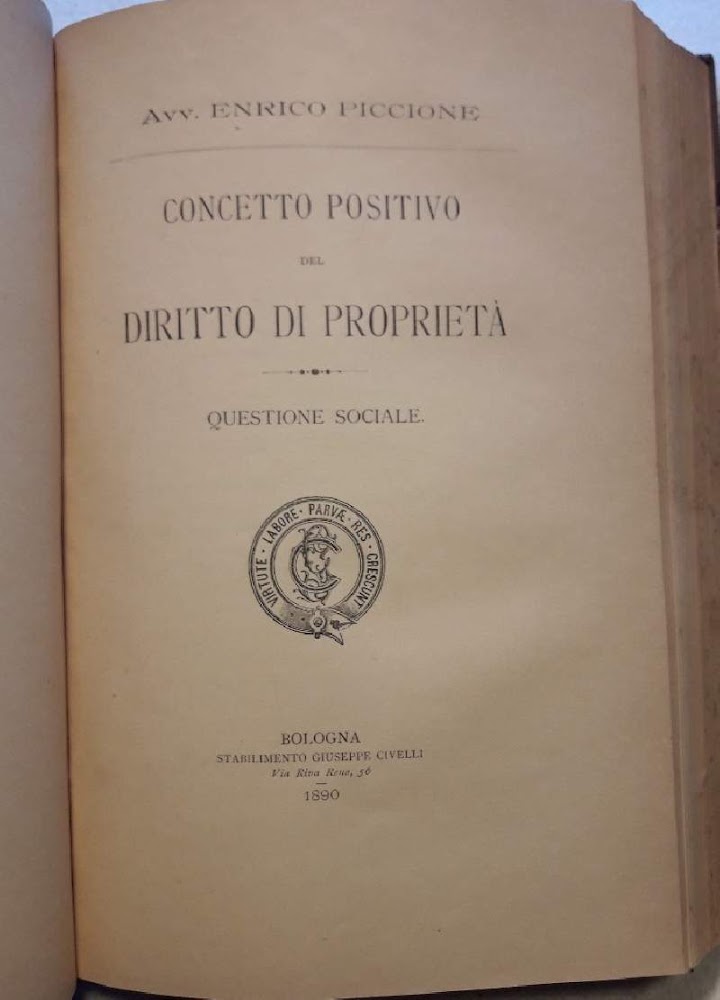 Avv. ENRICO PICCIONE
CONCETTO POSITIVO
DEL
DIRITTO DI PROPRIETÀ
QUESTIONE SOCIALE.
VIRTUTE · LABORE · PARVÆ · RES · CRESCUNT
BOLOGNA
STABILIMENTO GIUSEPPE CIVELLI
Via Riva Reno, 56
1890